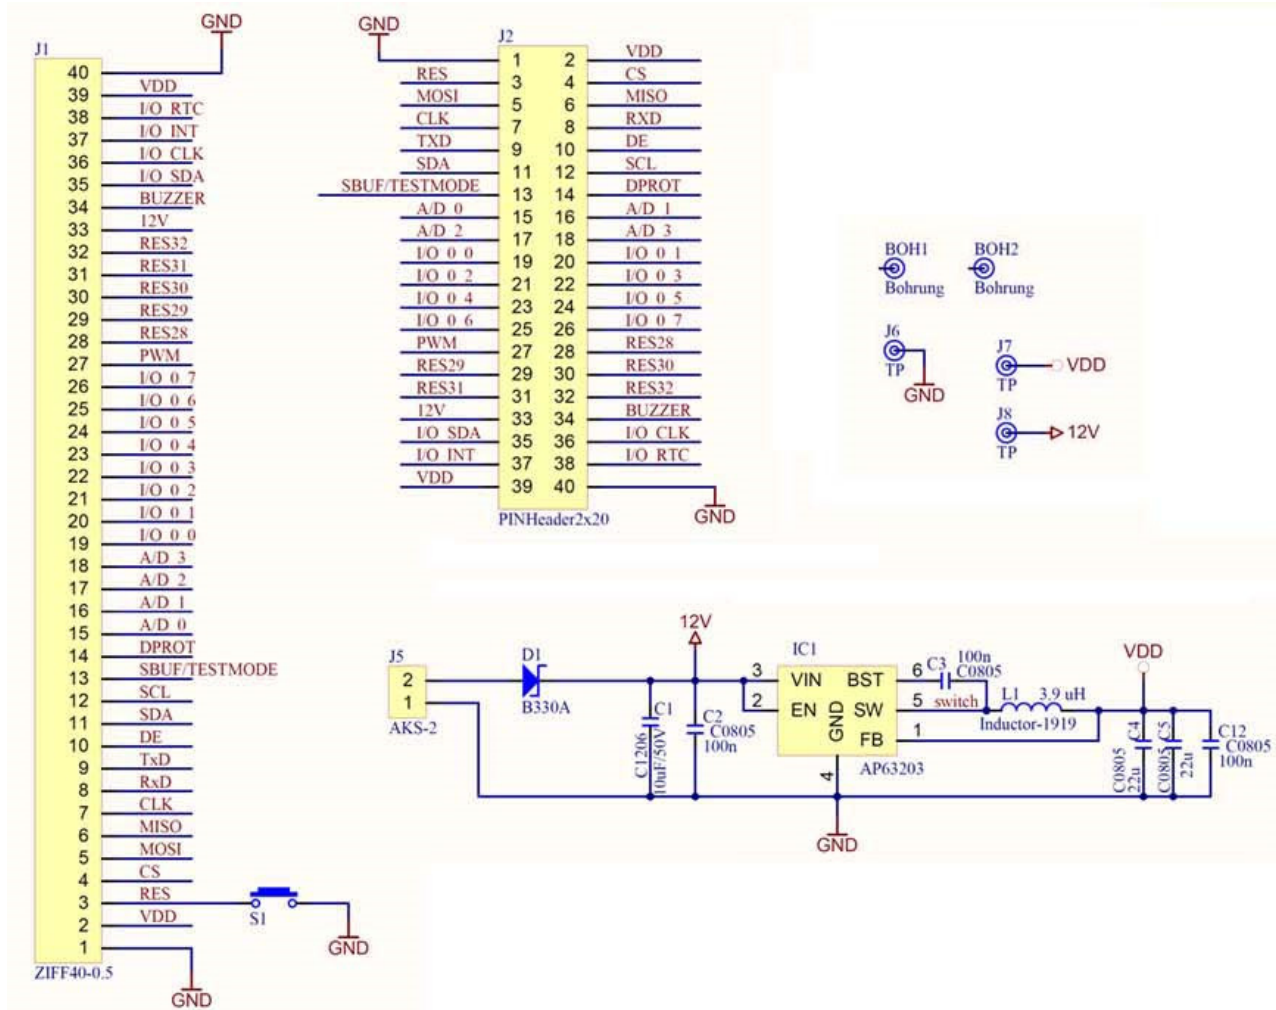 GND
J1
40
39 VDD
38 I/O RTC
37 I/O INT
36 I/O CLK
35 I/O SDA
34 BUZZER
33 12V
32 RES32
31 RES31
30 RES30
29 RES29
28 RES28
27 PWM
26 I/O 0 7
25 I/O 0 6
24 I/O 0 5
23 I/O 0 4
22 I/O 0 3
21 I/O 0 2
20 I/O 0 1
19 I/O 0 0
18 A/D 3
17 A/D 2
16 A/D 1
15 A/D 0
14 DPROT
13 SBUF/TESTMODE
12 SCL
11 SDA
10 DE
9 TxD
8 RxD
7 CLK
6 MISO
5 MOSI
4 CS
3 RES
S1
GND
2 VDD
1
ZIFF40-0.5
GND
GND
J2
1 2 VDD
RES 3 4 CS
MOSI 5 6 MISO
CLK 7 8 RXD
TXD 9 10 DE
SDA 11 12 SCL
SBUF/TESTMODE 13 14 DPROT
A/D 0 15 16 A/D 1
A/D 2 17 18 A/D 3
I/O 0 0 19 20 I/O 0 1
I/O 0 2 21 22 I/O 0 3
I/O 0 4 23 24 I/O 0 5
I/O 0 6 25 26 I/O 0 7
PWM 27 28 RES28
RES29 29 30 RES30
RES31 31 32 RES32
12V 33 34 BUZZER
I/O SDA 35 36 I/O CLK
I/O INT 37 38 I/O RTC
VDD 39 40
PINHeader2x20
GND
BOH1
Bohrung
BOH2
Bohrung
J6
TP
GND
J7
TP
VDD
J8
TP
12V
J5
2
1
AKS-2
D1
B330A
12V
C1
C1206
10uF/50V
C2
C0805
100n
IC1
3 VIN BST 6
2 EN SW 5
GND
FB 1
4
AP63203
GND
C3
100n
C0805
switch
L1
3.9 uH
Inductor-1919
VDD
C4
C0805
22u
C5
C0805
22u
C12
C0805
100n